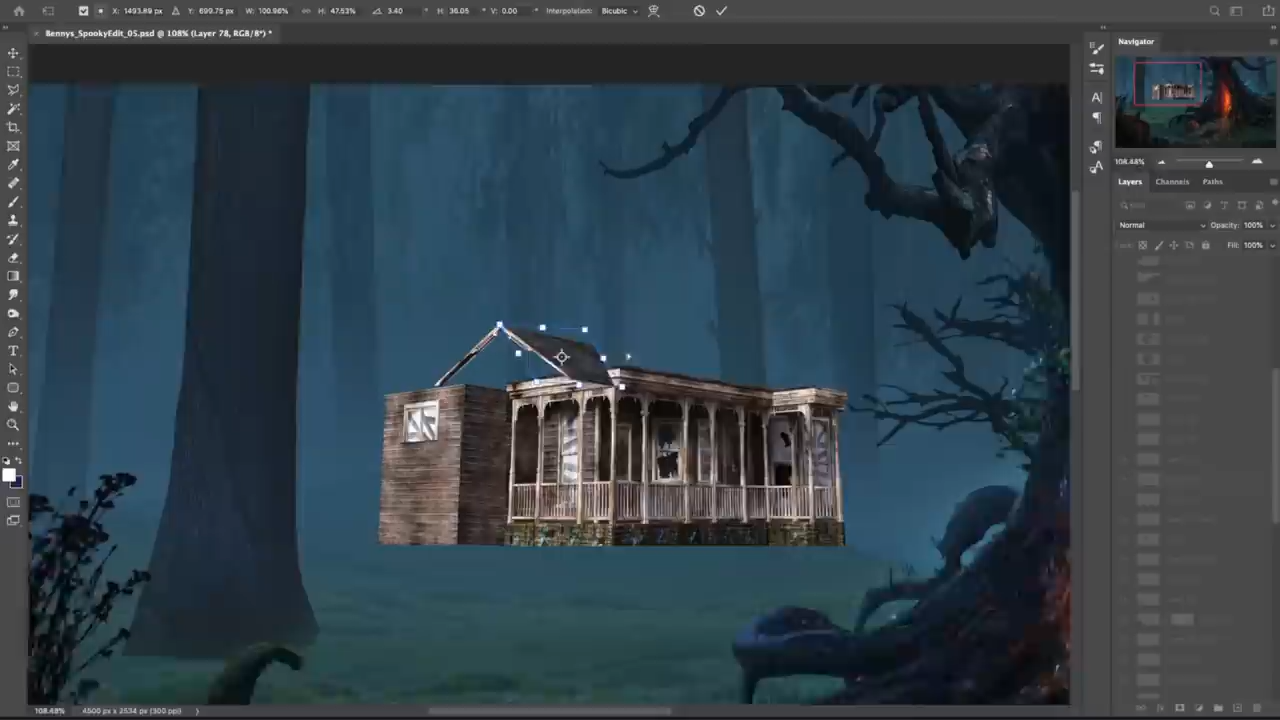 X: 1493.89 px Y: 699.75 px W: 100.96% H: 47.53% 3.40 ° H: 36.05 ° V: 0.00 ° Interpolation: Bicubic
Bennys_SpookyEdit_05.psd @ 108% (Layer 78, RGB/8*) *
Navigator
108.48%
Layers Channels Paths
Normal Opacity: 100%
Fill: 100%
108.48% 4500 px x 2534 px (300 ppi)